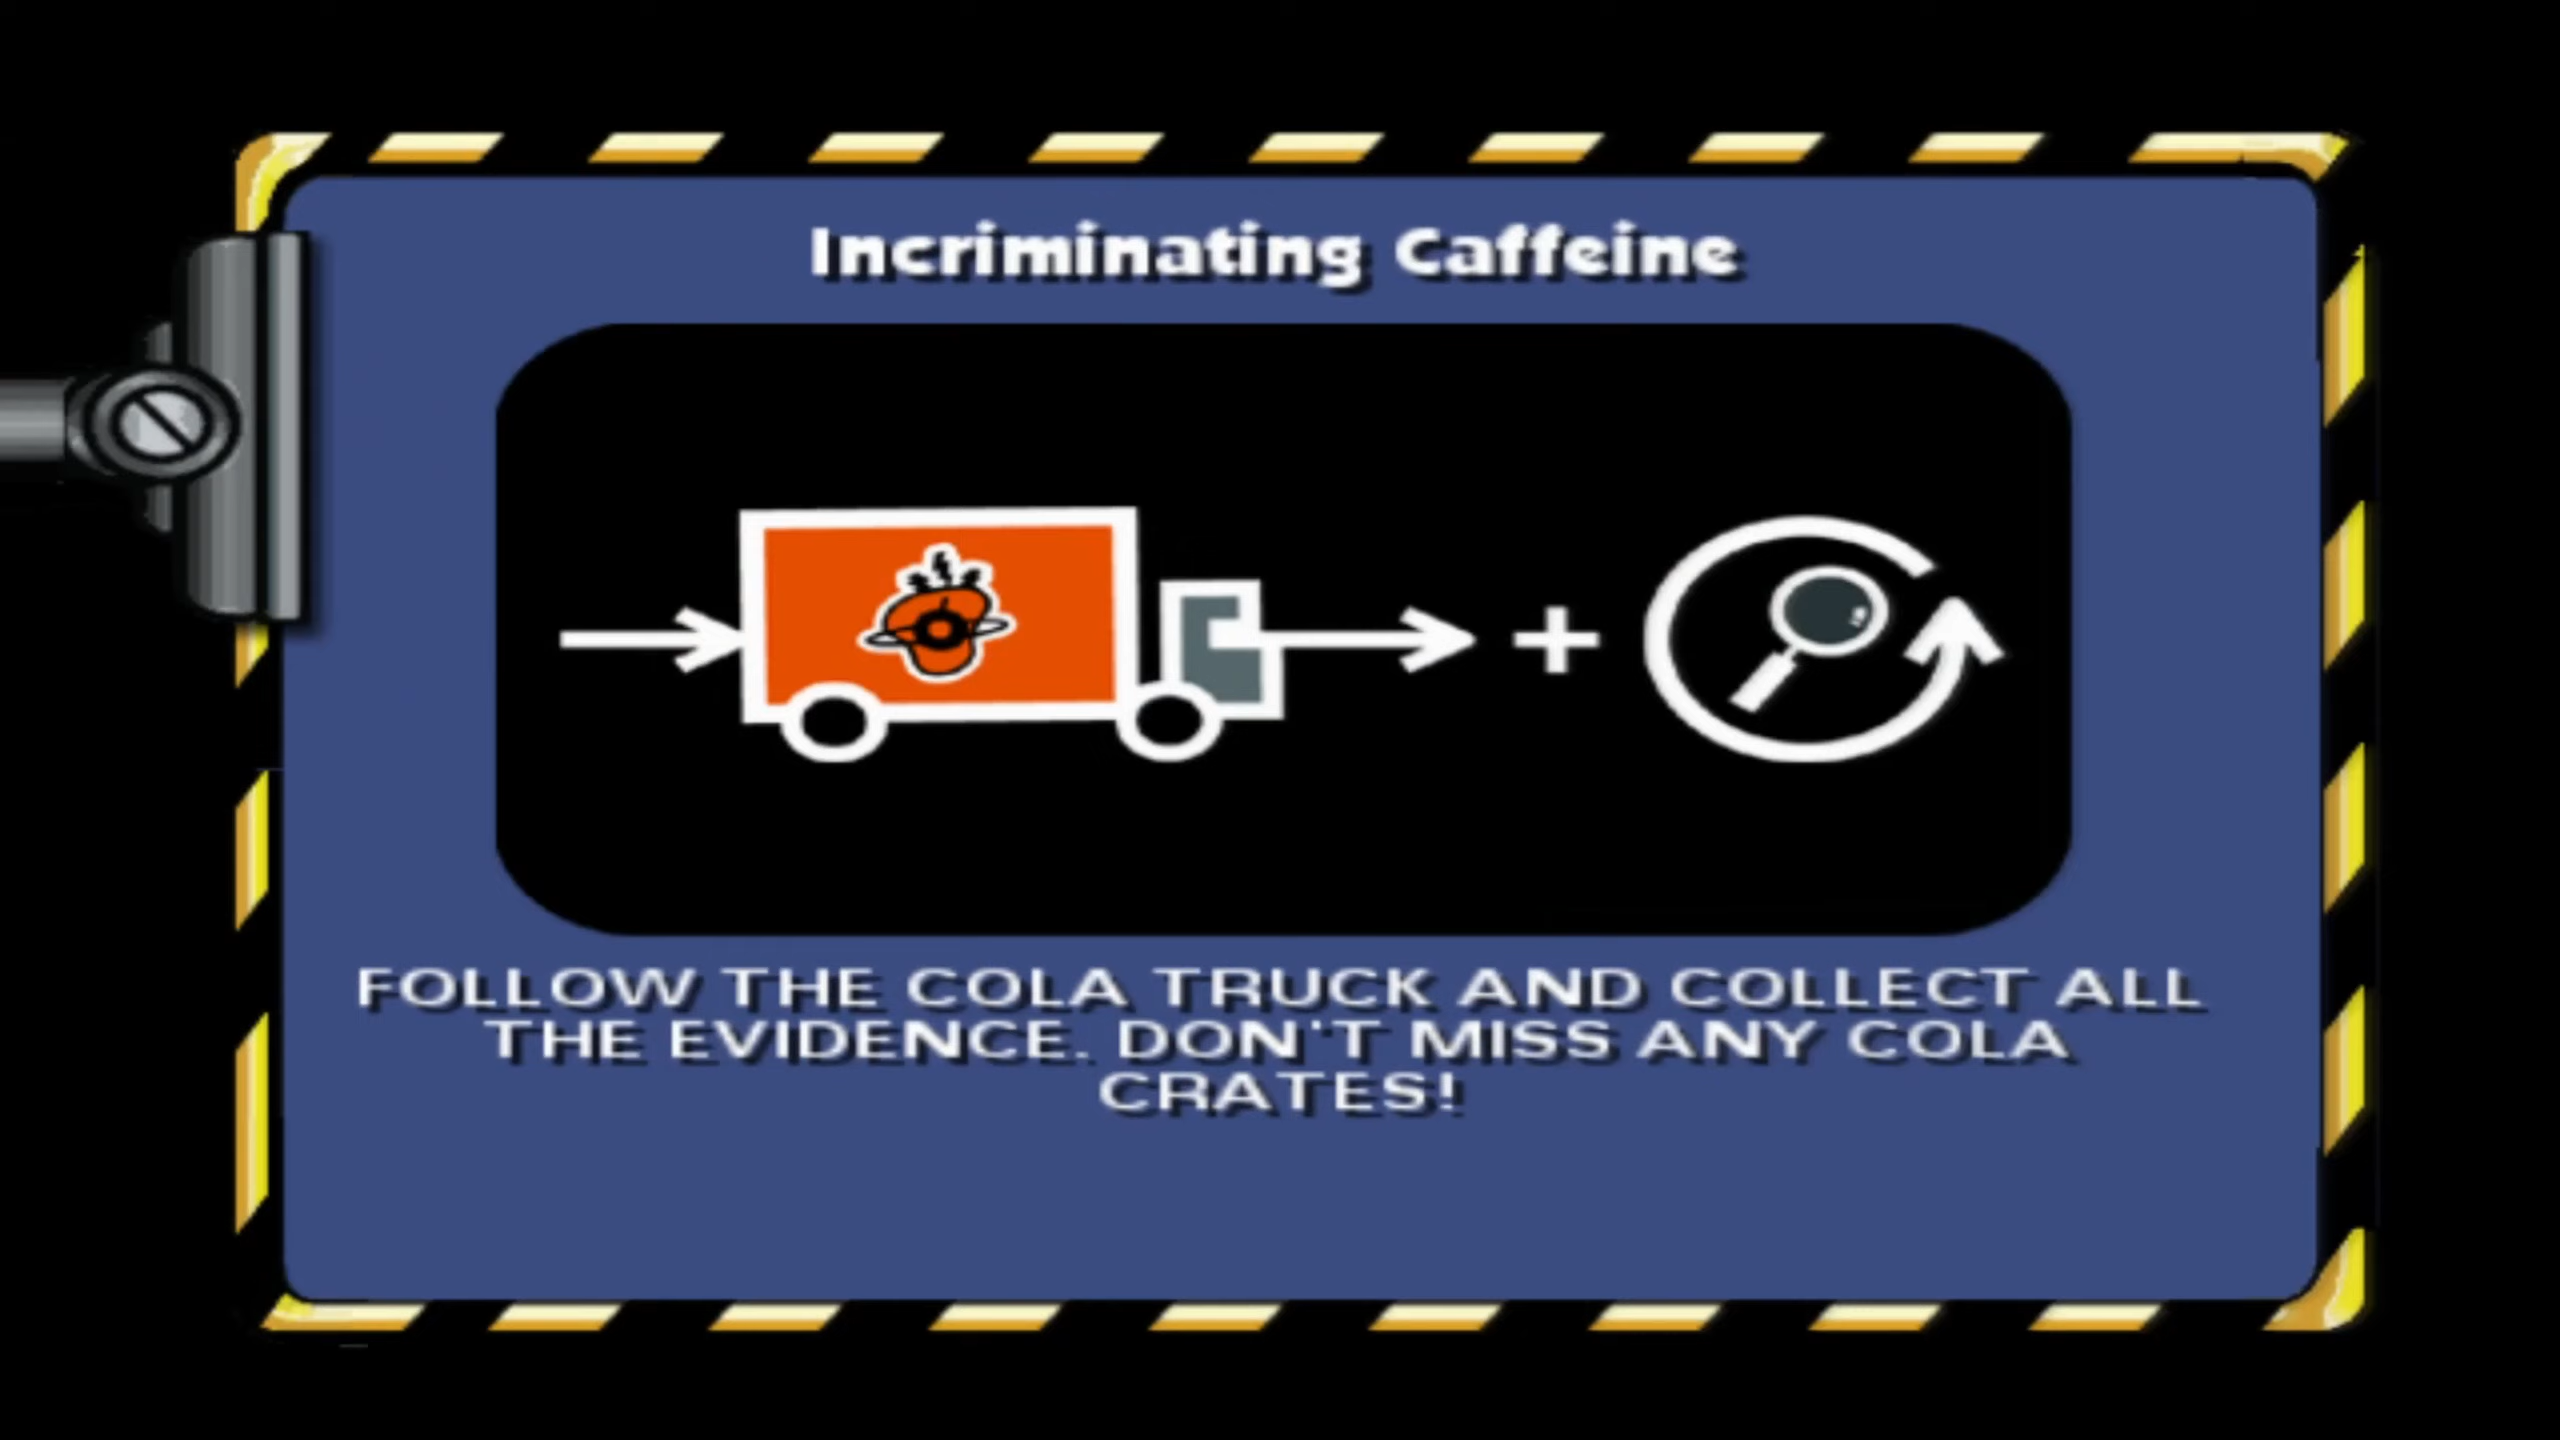 Incriminating Caffeine
FOLLOW THE COLA TRUCK AND COLLECT ALL
THE EVIDENCE. DON'T MISS ANY COLA
CRATES!